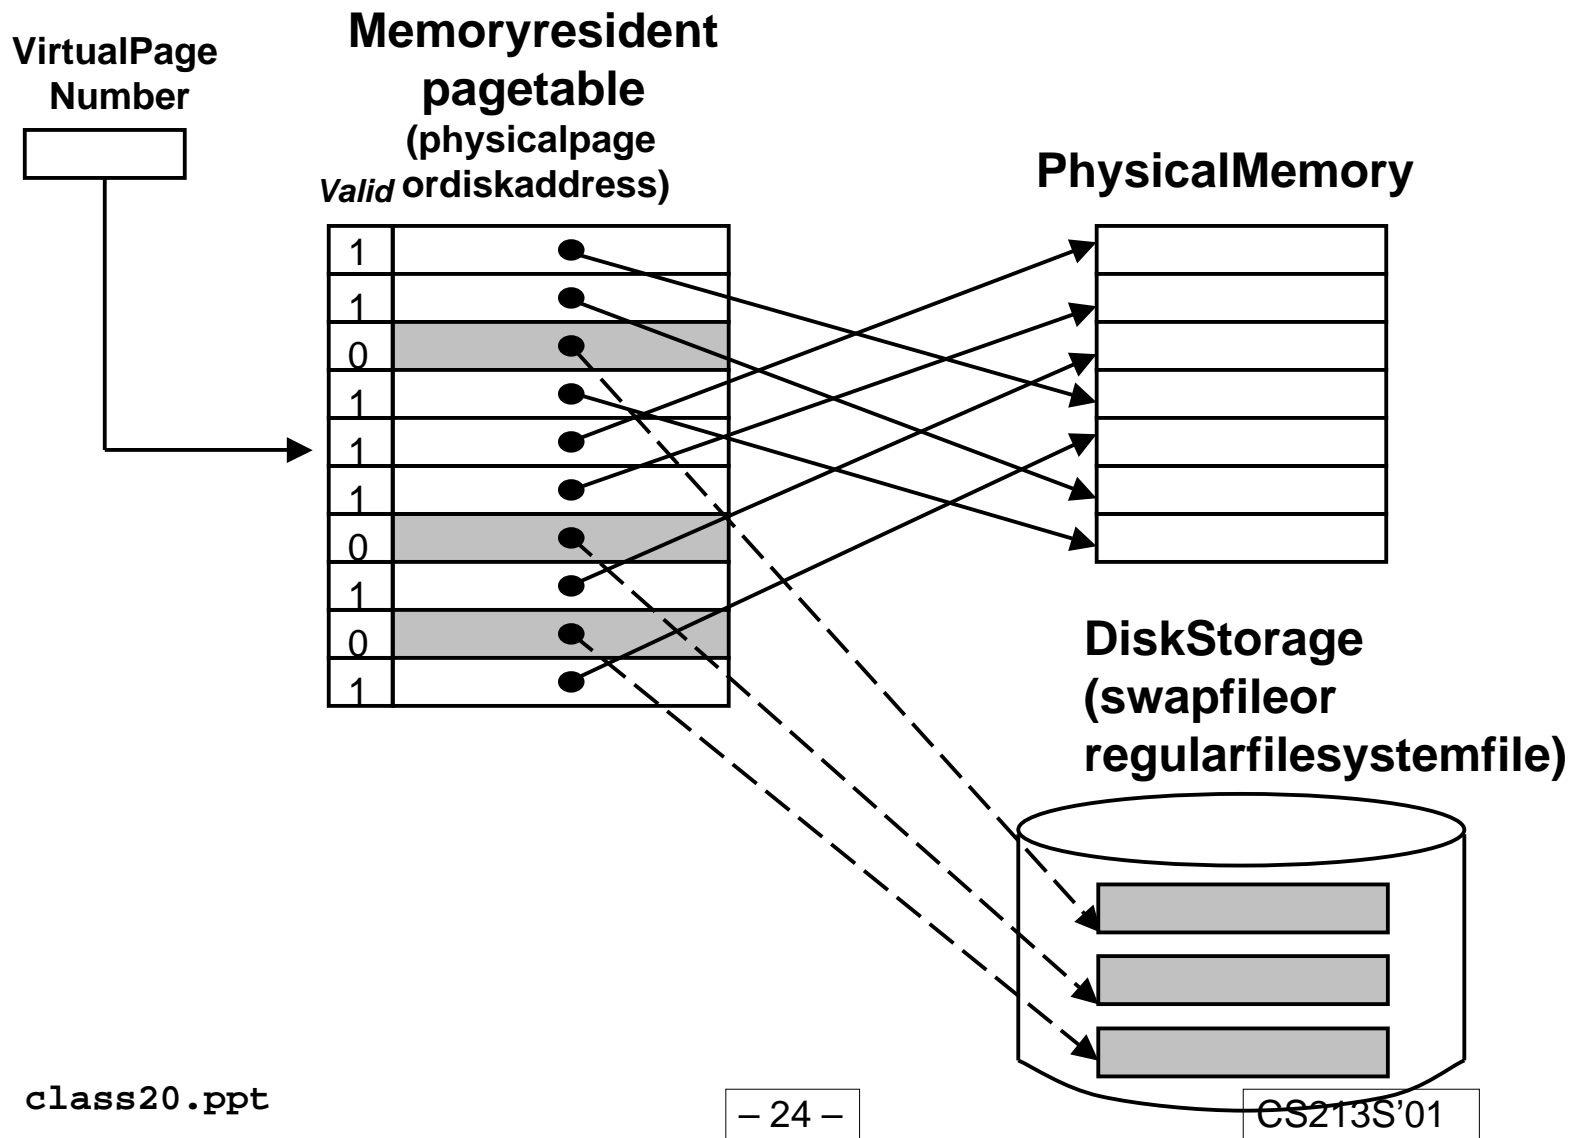 VirtualPage
Number
Memoryresident
pagetable
(physicalpage
ordiskaddress)
Valid
PhysicalMemory
1
1
0
1
1
1
0
1
0
1
DiskStorage
(swapfileor
regularfilesystemfile)
class20.ppt
– 24 –
CS213S’01